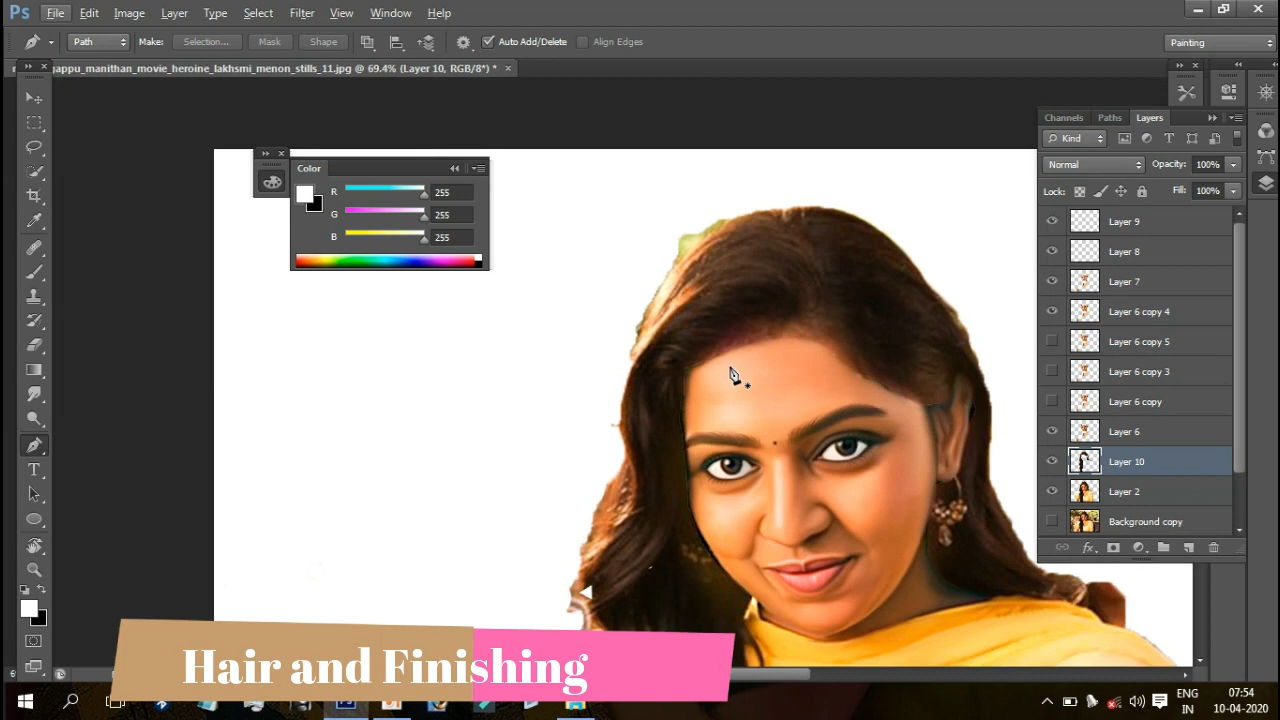 Ps File Edit Image Layer Type Select Filter View Window Help
Path Make: Selection... Mask Shape Auto Add/Delete Align Edges Painting
appu_manithan_movie_heroine_lakhsmi_menon_stills_11.jpg @ 69.4% (Layer 10, RGB/8*) *
Color
R 255
G 255
B 255
Channels Paths Layers
Kind
Normal Opacity: 100%
Lock: Fill: 100%
Layer 9
Layer 8
Layer 7
Layer 6 copy 4
Layer 6 copy 5
Layer 6 copy 3
Layer 6 copy
Layer 6
Layer 10
Layer 2
Background copy
fx
Hair and Finishing
ENG
IN
07:54
10-04-2020